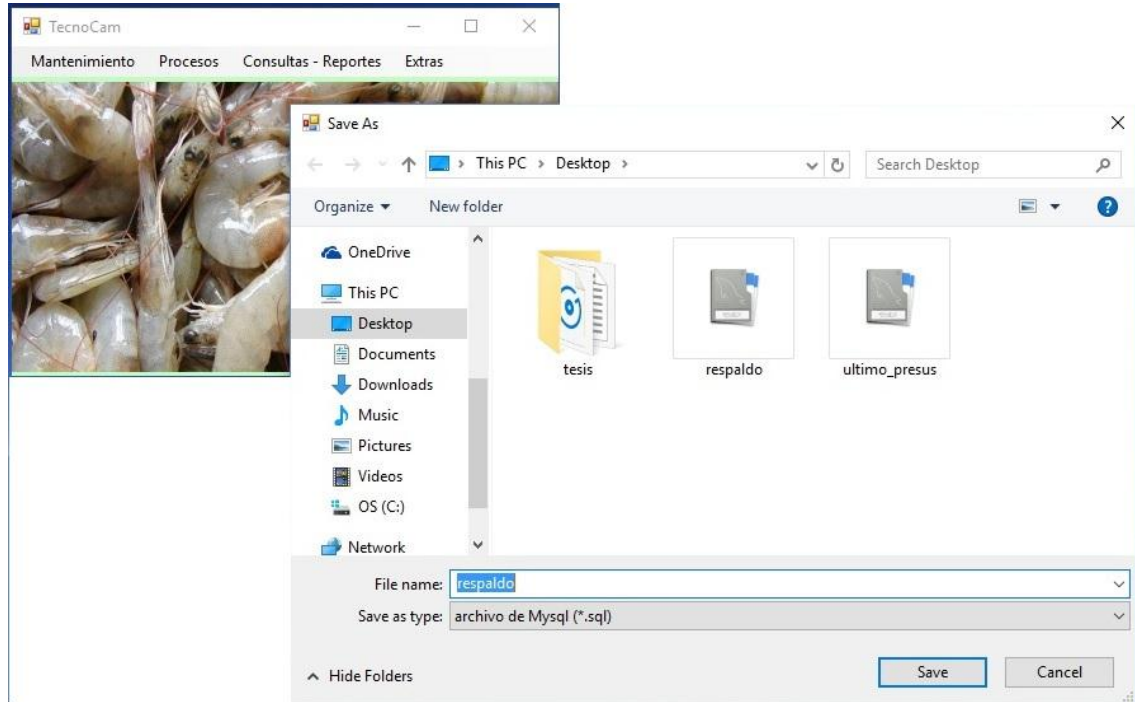 TecnoCam
Mantenimiento Procesos Consultas - Reportes Extras
Save As
This PC > Desktop >
Search Desktop
Organize
New folder
OneDrive
This PC
Desktop
Documents
Downloads
Music
Pictures
Videos
OS (C:)
Network
tesis
respaldo
ultimo_presus
File name: respaldo
Save as type: archivo de Mysql (*.sql)
Hide Folders
Save
Cancel